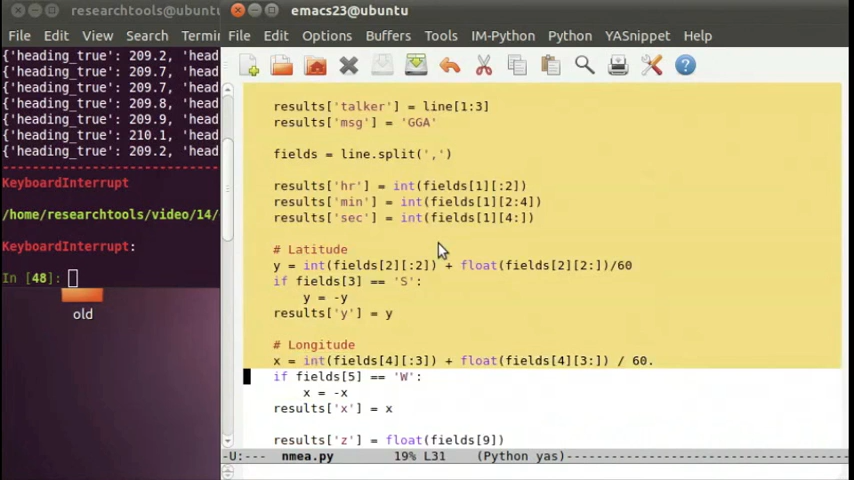 researchtools@ubuntu
File Edit View Search Termi
{'heading_true': 209.2, 'head
{'heading_true': 209.7, 'head
{'heading_true': 209.7, 'head
{'heading_true': 209.8, 'head
{'heading_true': 209.9, 'head
{'heading_true': 210.1, 'head
{'heading_true': 209.2, 'head
KeyboardInterrupt
/home/researchtools/video/14/
KeyboardInterrupt:
In [48]:
old
emacs23@ubuntu
File Edit Options Buffers Tools IM-Python Python YASnippet Help
results['talker'] = line[1:3]
results['msg'] = 'GGA'
fields = line.split(',')
results['hr'] = int(fields[1][:2])
results['min'] = int(fields[1][2:4])
results['sec'] = int(fields[1][4:])
# Latitude
y = int(fields[2][:2]) + float(fields[2][2:])/60
if fields[3] == 'S':
y = -y
results['y'] = y
# Longitude
x = int(fields[4][:3]) + float(fields[4][3:]) / 60.
if fields[5] == 'W':
x = -x
results['x'] = x
results['z'] = float(fields[9])
-U:--- nmea.py 19% L31 (Python yas)